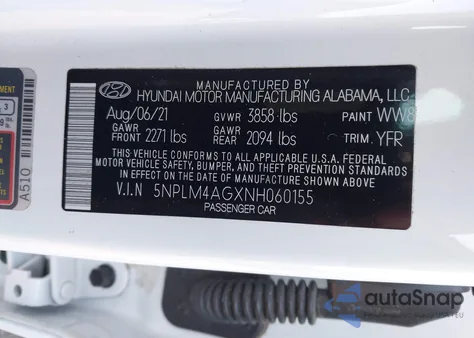 MANUFACTURED BY
HYUNDAI MOTOR MANUFACTURING ALABAMA, LLC
Aug/06/21 GVWR 3858 lbs PAINT WW8
GAWR FRONT 2271 lbs GAWR REAR 2094 lbs TRIM. YFR
THIS VEHICLE CONFORMS TO ALL APPLICABLE U.S.A FEDERAL
MOTOR VEHICLE SAFETY, BUMPER, AND THEFT PREVENTION STANDARDS
IN EFFECT ON THE DATE OF MANUFACTURE SHOWN ABOVE.
V.I.N 5NPLM4AGXNH060155
PASSENGER CAR
A510
3
autoSnap